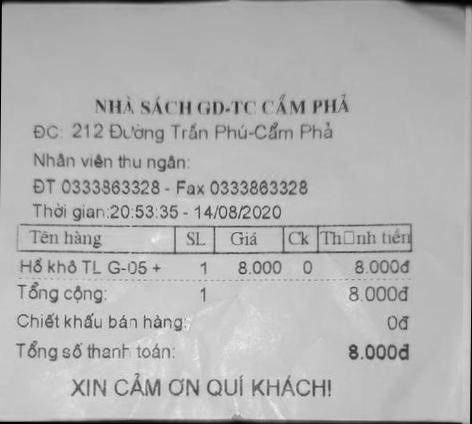 NHÀ SÁCH GD-TC CẨM PHẢ
ĐC: 212 Đường Trần Phú-Cẩm Phả
Nhân viên thu ngân:
ĐT 0333863328 - Fax 0333863328
Thời gian:20:53:35 - 14/08/2020
Tên hàng SL Giá Ck Th□nh tiền
Hồ khô TL G-05 + 1 8.000 0 8.000đ
Tổng cộng: 1 8.000đ
Chiết khấu bán hàng: 0đ
Tổng số thanh toán: 8.000đ
XIN CẢM ƠN QUÍ KHÁCH!